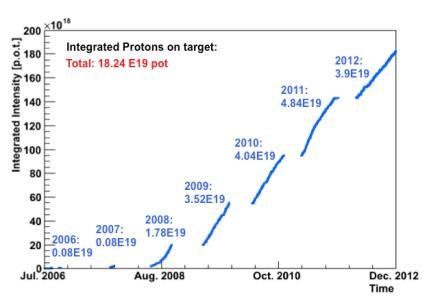 ×10¹⁸
Integrated Intensity [p.o.t.]
200
180
160
140
120
100
80
60
40
20
0
Integrated Protons on target:
Total: 18.24 E19 pot
2012:
3.9E19
2011:
4.84E19
2010:
4.04E19
2009:
3.52E19
2008:
1.78E19
2007:
0.08E19
2006:
0.08E19
Jul. 2006
Aug. 2008
Oct. 2010
Dec. 2012
Time